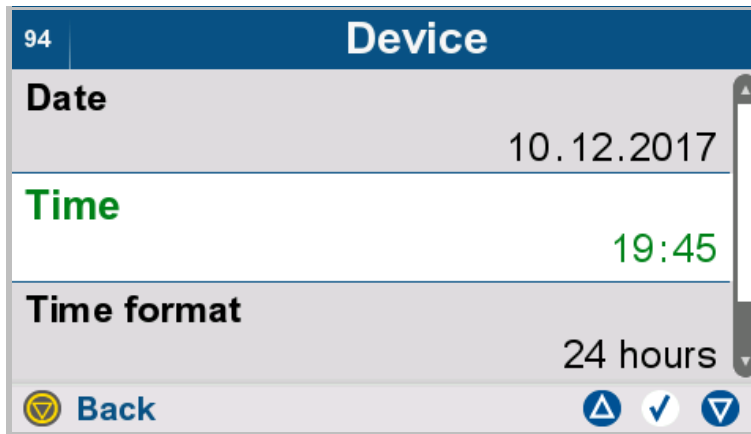 94
Device
Date
10.12.2017
Time
19:45
Time format
24 hours
Back